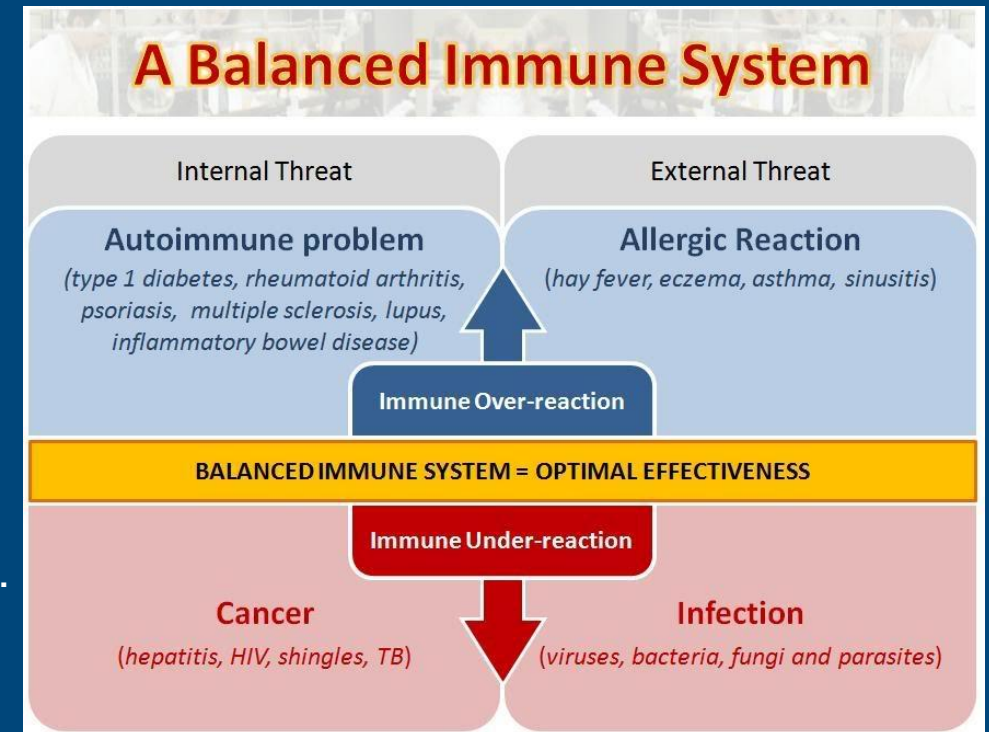 A Balanced Immune System
Internal Threat
External Threat
Autoimmune problem
(type 1 diabetes, rheumatoid arthritis,
psoriasis, multiple sclerosis, lupus,
inflammatory bowel disease)
Allergic Reaction
(hay fever, eczema, asthma, sinusitis)
Immune Over-reaction
BALANCED IMMUNE SYSTEM = OPTIMAL EFFECTIVENESS
Immune Under-reaction
.
Cancer
(hepatitis, HIV, shingles, TB)
Infection
(viruses, bacteria, fungi and parasites)